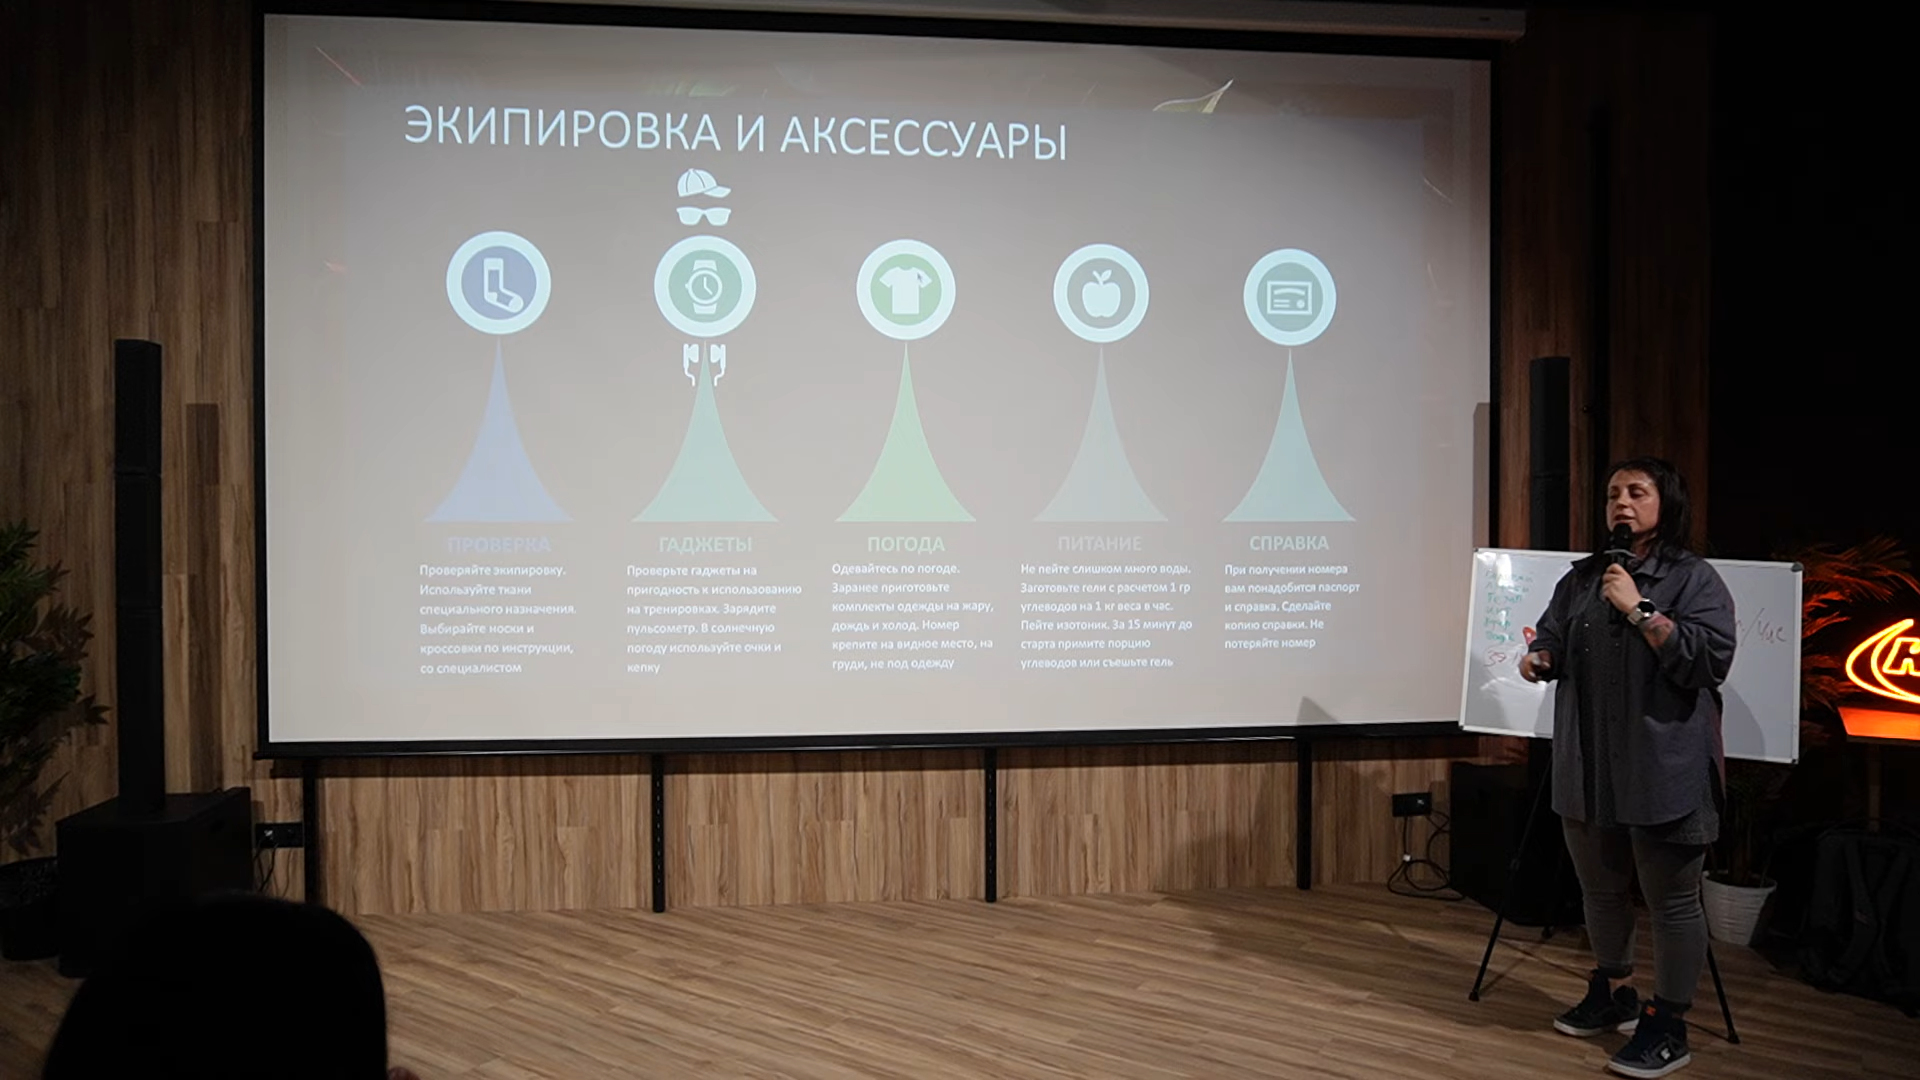 ЭКИПИРОВКА И АКСЕССУАРЫ
ПРОВЕРКА
Проверяйте экипировку.
Используйте ткани
специального назначения.
Выбирайте носки и
кроссовки по инструкции,
со специалистом
ГАДЖЕТЫ
Проверьте гаджеты на
пригодность к использованию
на тренировках. Зарядите
пульсометр. В солнечную
погоду используйте очки и
кепку
ПОГОДА
Одевайтесь по погоде.
Заранее приготовьте
комплекты одежды на жару,
дождь и холод. Номер
крепите на видное место, на
груди, не под одежду
ПИТАНИЕ
Не пейте слишком много воды.
Заготовьте гели с расчетом 1 гр
углеводов на 1 кг веса в час.
Пейте изотоник. За 15 минут до
старта примите порцию
углеводов или съешьте гель
СПРАВКА
При получении номера
вам понадобится паспорт
и справка. Сделайте
копию справки. Не
потеряйте номер